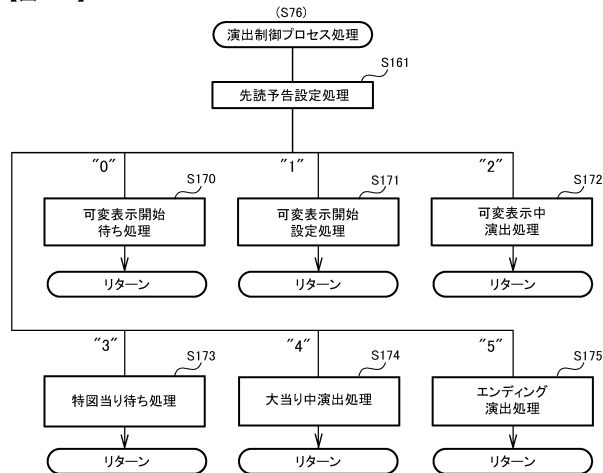 (S76)
演出制御プロセス処理
S161
先読予告設定処理
"0"
"1"
"2"
S170
S171
S172
可変表示開始
待ち処理
可変表示開始
設定処理
可変表示中
演出処理
リターン
リターン
リターン
"3"
"4"
"5"
S173
S174
S175
特図当り待ち処理
大当り中演出処理
エンディング
演出処理
リターン
リターン
リターン